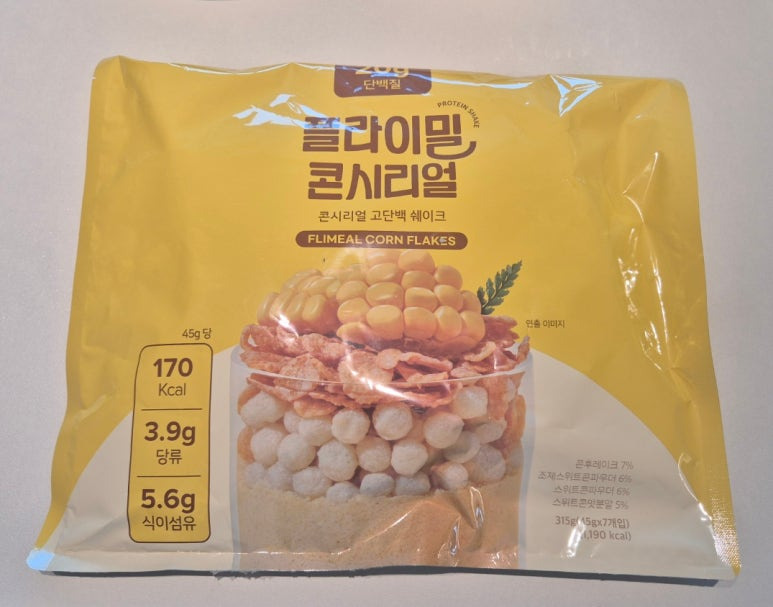 20g
단백질
PROTEIN SHAKE
플라이밀
콘시리얼
콘시리얼 고단백 쉐이크
FLIMEAL CORN FLAKES
연출 이미지
45g 당
170
Kcal
3.9g
당류
5.6g
식이섬유
콘후레이크 7%
조제스위트콘파우더 6%
스위트콘파우더 6%
스위트콘맛분말 5%
315g(45gx7개입)
(1,190 kcal)